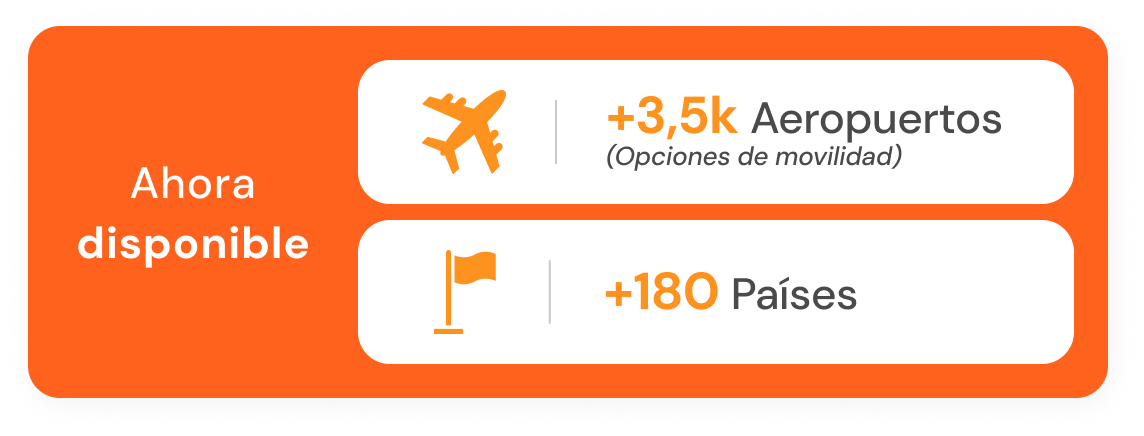 Ahora
disponible
+3,5k Aeropuertos
(Opciones de movilidad)
+180 Países